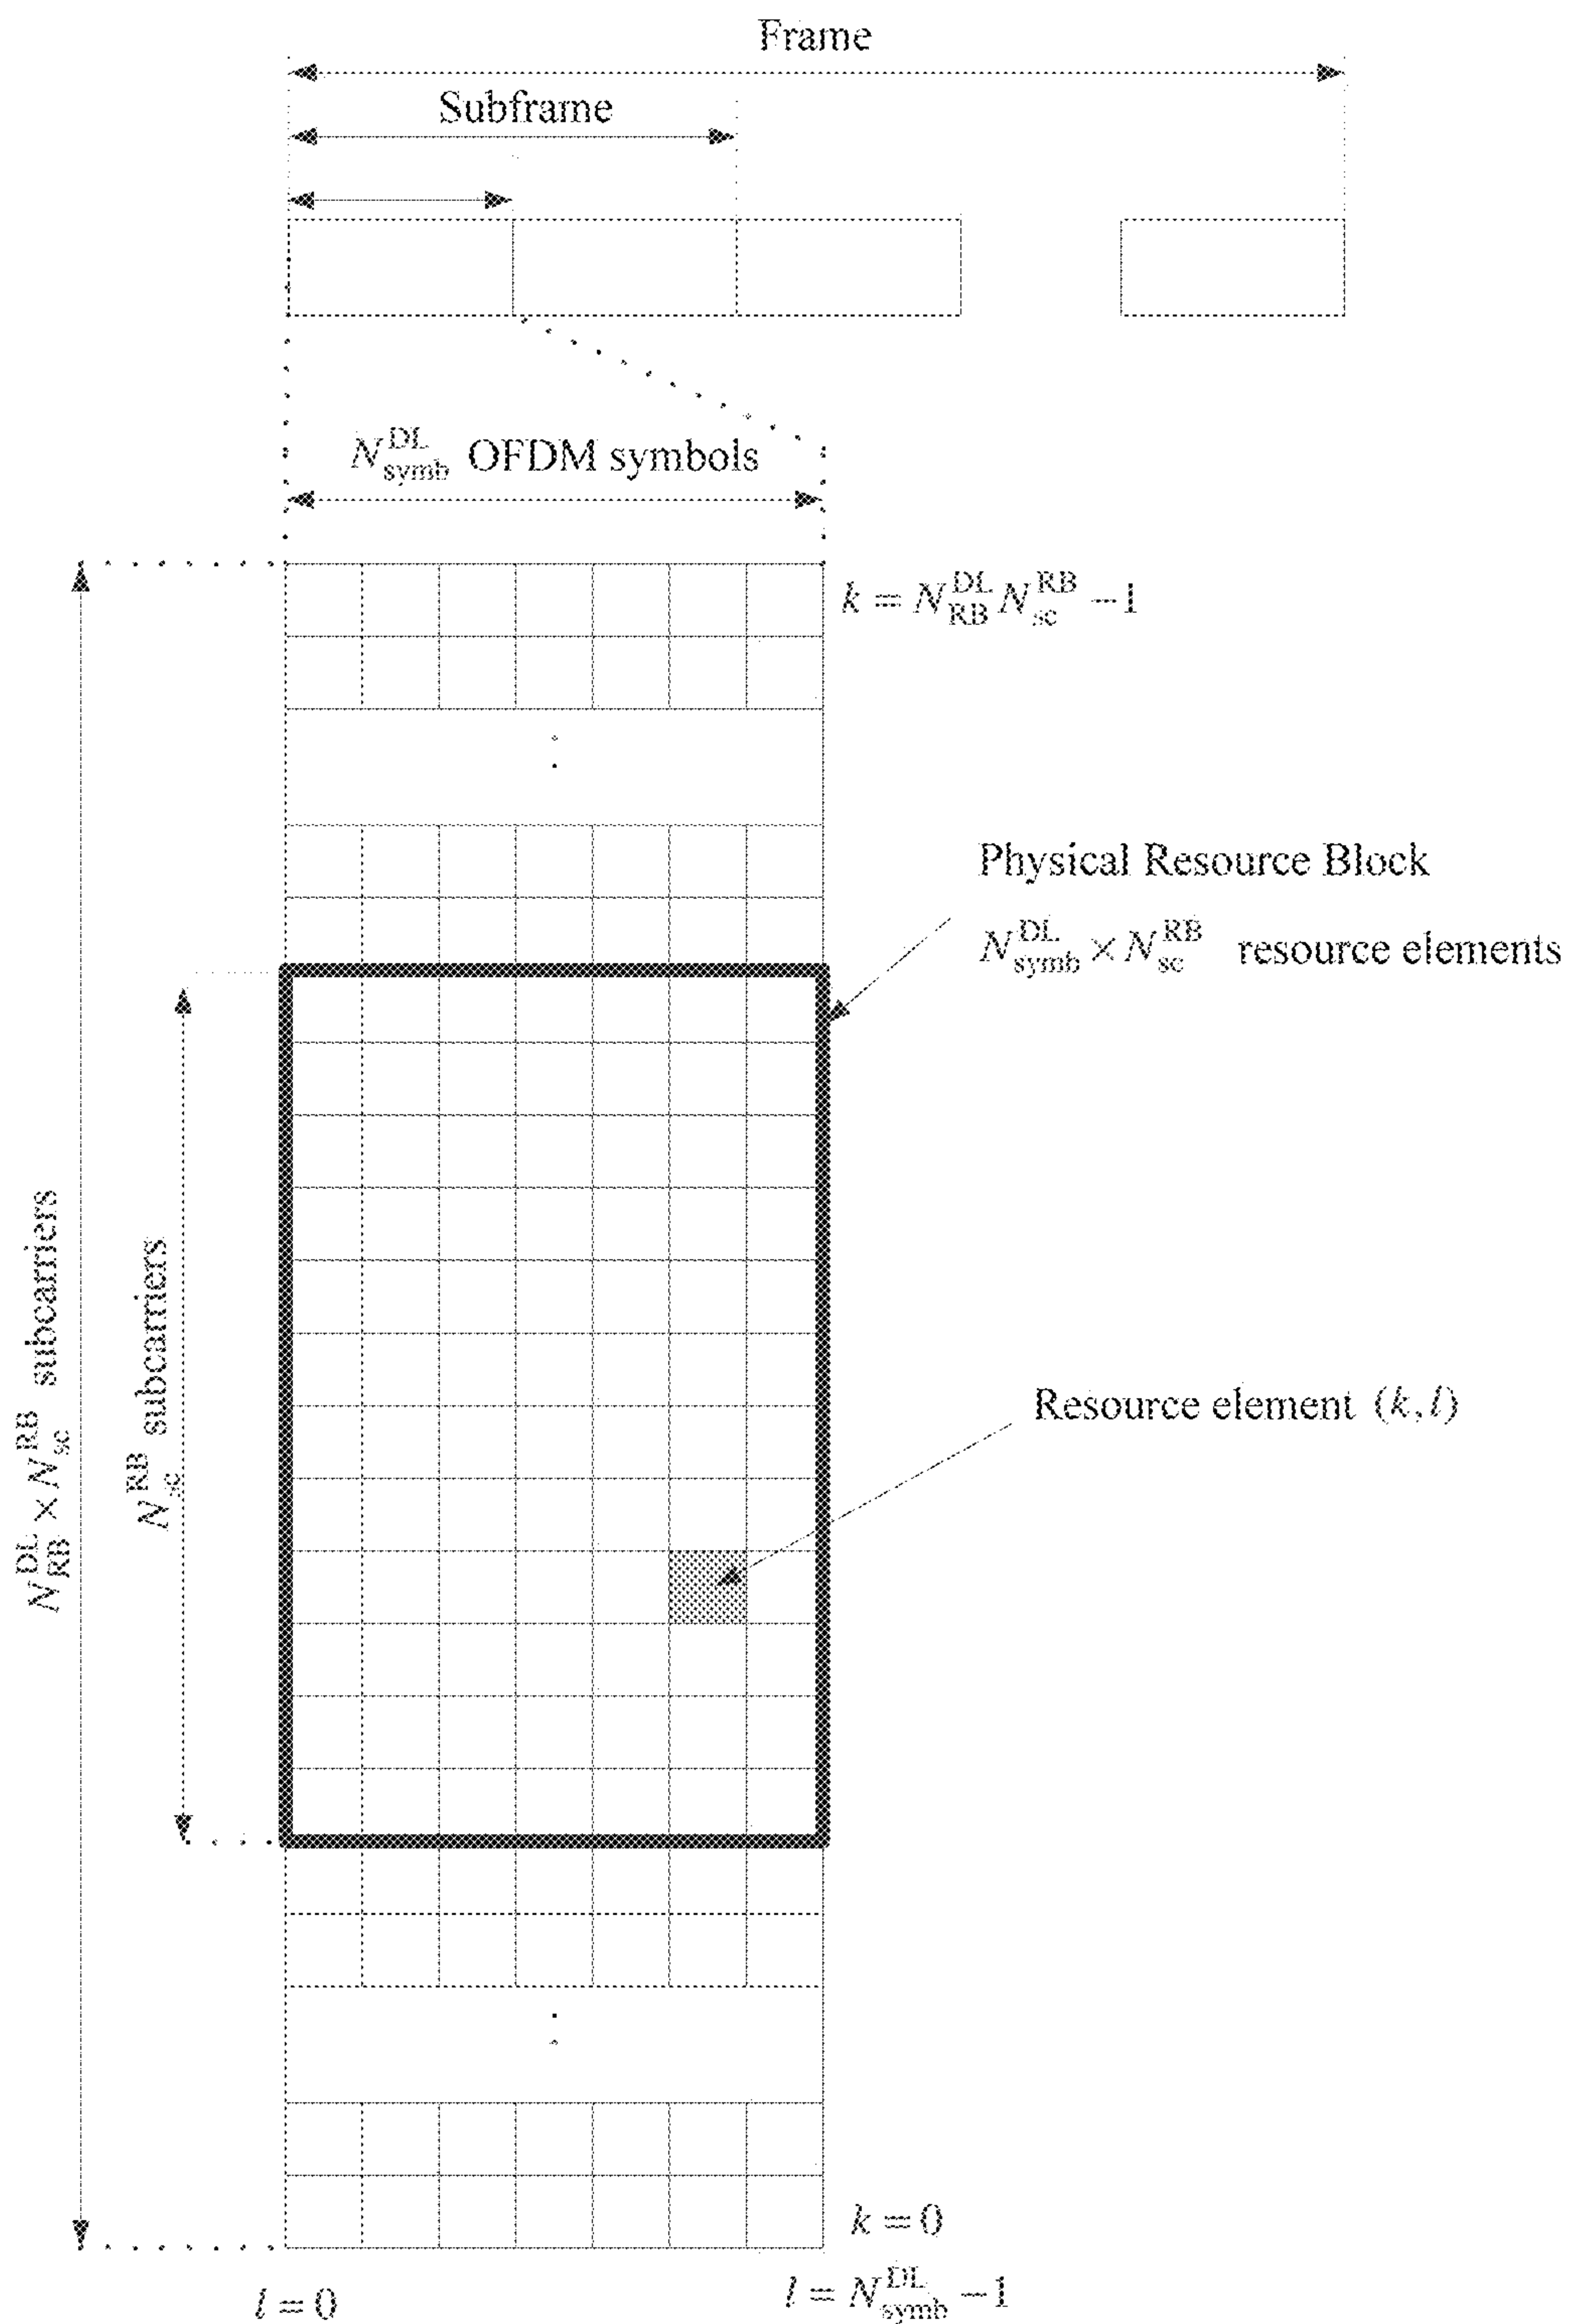 Frame
Subframe
N_symb^DL OFDM symbols
k = N_RB^DL N_sc^RB − 1
Physical Resource Block
N_symb^DL × N_sc^RB resource elements
N_RB^DL × N_sc^RB subcarriers
N_sc^RB subcarriers
Resource element (k, l)
k = 0
l = 0
l = N_symb^DL − 1